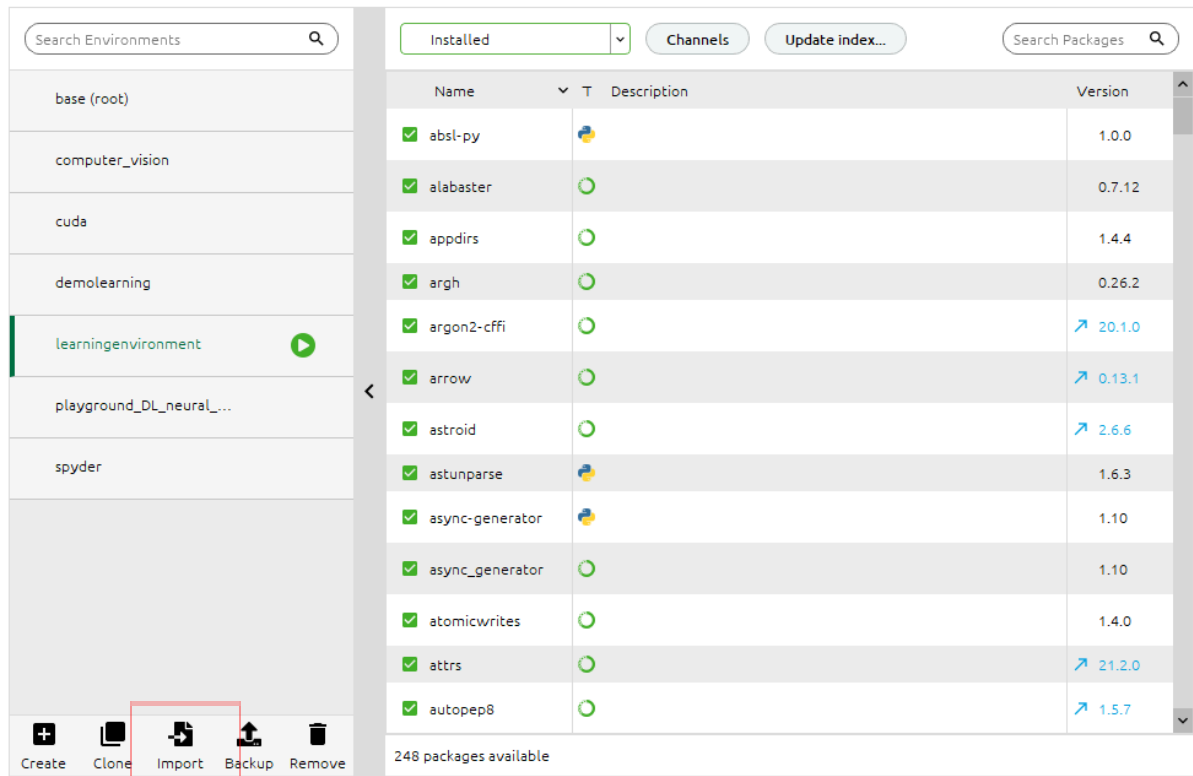 Search Environments
base (root)
computer_vision
cuda
demolearning
learningenvironment
playground_DL_neural_...
spyder
Create Clone Import Backup Remove
Installed Channels Update index... Search Packages
Name T Description Version
absl-py 1.0.0
alabaster 0.7.12
appdirs 1.4.4
argh 0.26.2
argon2-cffi 20.1.0
arrow 0.13.1
astroid 2.6.6
astunparse 1.6.3
async-generator 1.10
async_generator 1.10
atomicwrites 1.4.0
attrs 21.2.0
autopep8 1.5.7
248 packages available